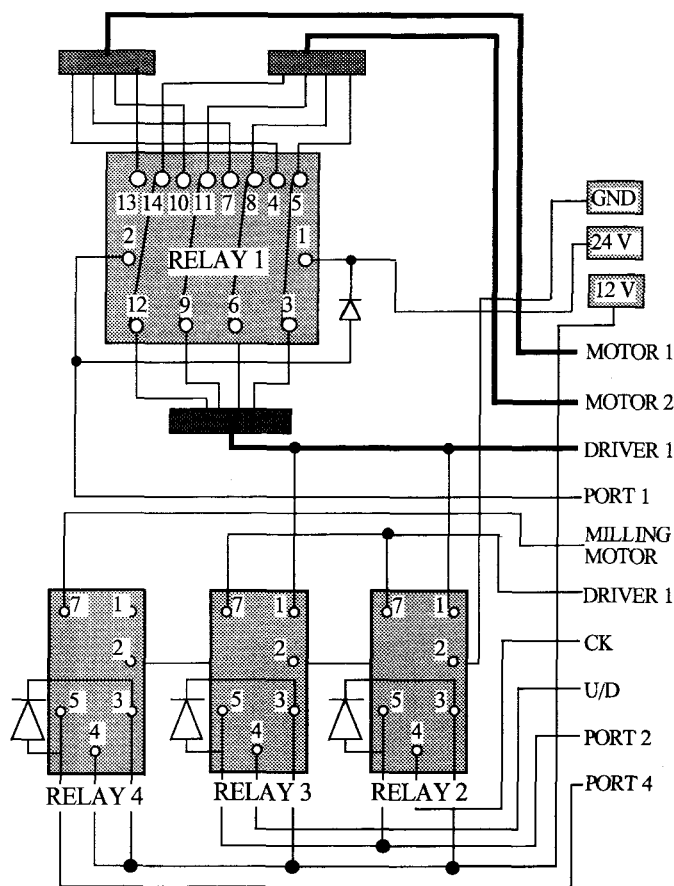 13 14 10 11 7 8 4 5
2 RELAY 1 1
12 9 6 3
GND
24 V
12 V
MOTOR 1
MOTOR 2
DRIVER 1
PORT 1
MILLING
MOTOR
DRIVER 1
CK
U/D
PORT 2
PORT 4
7 1
2
5 3
4
RELAY 4
7 1
2
5 3
4
RELAY 3
7 1
2
5 3
4
RELAY 2